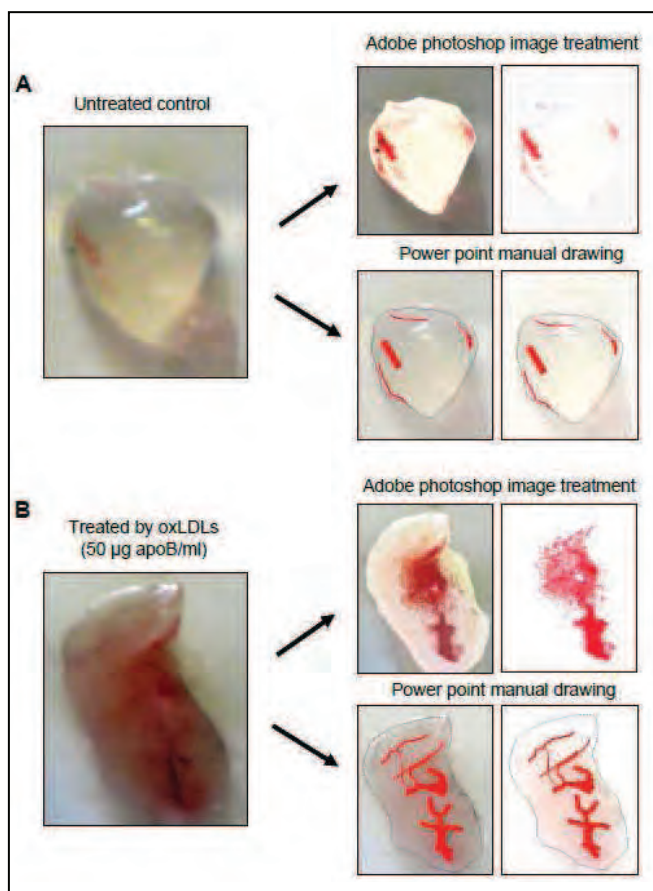 Adobe photoshop image treatment
A
Untreated control
Power point manual drawing
Adobe photoshop image treatment
B
Treated by oxLDLs
(50 µg apoB/ml)
Power point manual drawing